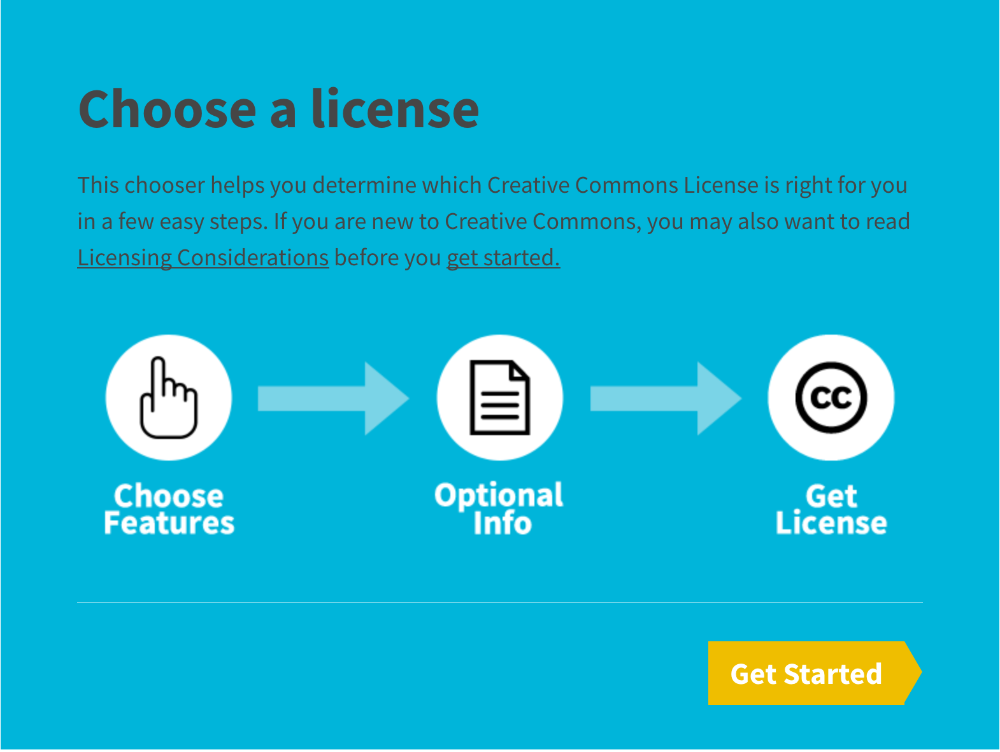 Choose a license
This chooser helps you determine which Creative Commons License is right for you
in a few easy steps. If you are new to Creative Commons, you may also want to read
Licensing Considerations before you get started.
cc
Choose
Features
Optional
Info
Get
License
Get Started